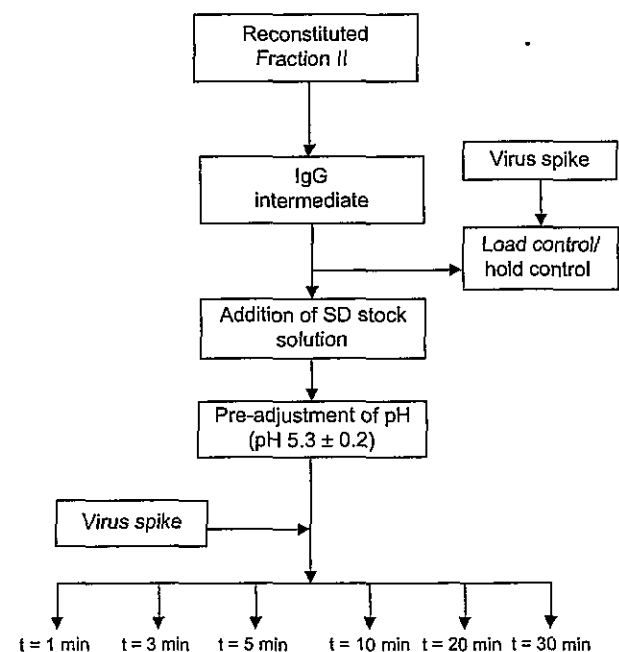 Reconstituted
Fraction II
IgG
intermediate
Virus spike
Load control/
hold control
Addition of SD stock
solution
Pre-adjustment of pH
(pH 5.3 ± 0.2)
Virus spike
t = 1 min
t = 3 min
t = 5 min
t = 10 min
t = 20 min
t = 30 min